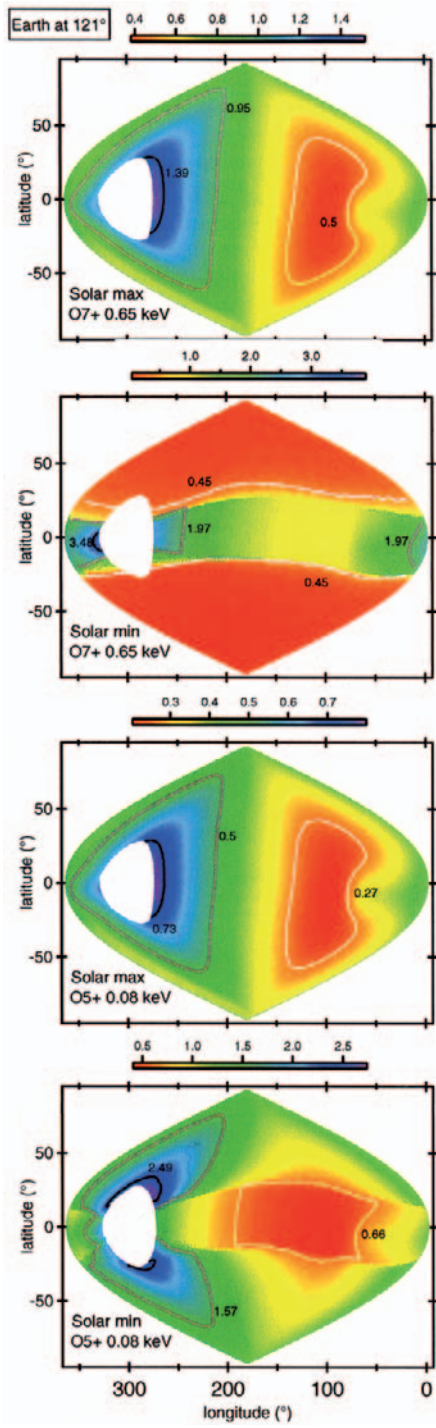 Earth at 121°
0.4 0.6 0.8 1.0 1.2 1.4
50
0
-50
latitude (°)
0.95
1.39
0.5
Solar max
O7+ 0.65 keV
1.0 2.0 3.0
50
0
-50
latitude (°)
0.45
3.48
1.97
1.97
0.45
Solar min
O7+ 0.65 keV
0.3 0.4 0.5 0.6 0.7
50
0
-50
latitude (°)
0.5
0.27
0.73
Solar max
O5+ 0.08 keV
0.5 1.0 1.5 2.0 2.5
50
0
-50
latitude (°)
2.49
0.66
1.57
Solar min
O5+ 0.08 keV
300 200 100 0
longitude (°)